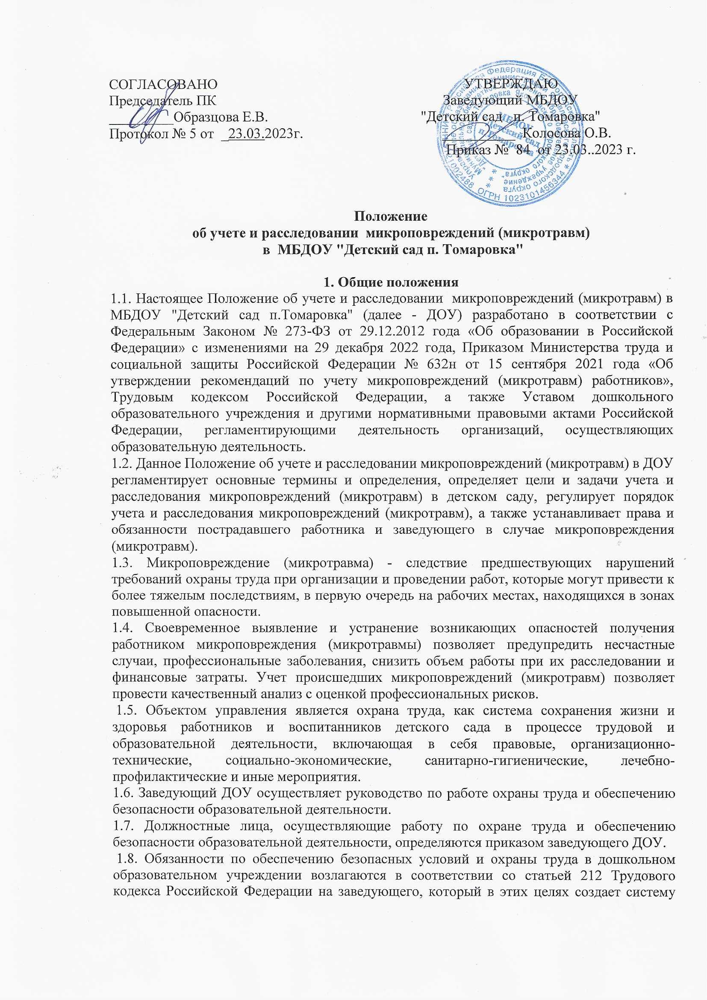 СОГЛАСОВАНО
Председатель ПК
_________Образцова Е.В.
Протокол № 5 от _23.03.2023г.
УТВЕРЖДАЮ
Заведующий МБДОУ
"Детский сад п. Томаровка"
__________ Колосова О.В.
Приказ № 84 от 23.03..2023 г.
МБДОУ
"Детский сад
п. Томаровка"
ОГРН 1023101456344
Положение
об учете и расследовании микроповреждений (микротравм)
в МБДОУ "Детский сад п. Томаровка"
1. Общие положения
1.1. Настоящее Положение об учете и расследовании микроповреждений (микротравм) в
МБДОУ "Детский сад п.Томаровка" (далее - ДОУ) разработано в соответствии с
Федеральным Законом № 273-ФЗ от 29.12.2012 года «Об образовании в Российской
Федерации» с изменениями на 29 декабря 2022 года, Приказом Министерства труда и
социальной защиты Российской Федерации № 632н от 15 сентября 2021 года «Об
утверждении рекомендаций по учету микроповреждений (микротравм) работников»,
Трудовым кодексом Российской Федерации, а также Уставом дошкольного
образовательного учреждения и другими нормативными правовыми актами Российской
Федерации, регламентирующими деятельность организаций, осуществляющих
образовательную деятельность.
1.2. Данное Положение об учете и расследовании микроповреждений (микротравм) в ДОУ
регламентирует основные термины и определения, определяет цели и задачи учета и
расследования микроповреждений (микротравм) в детском саду, регулирует порядок
учета и расследования микроповреждений (микротравм), а также устанавливает права и
обязанности пострадавшего работника и заведующего в случае микроповреждения
(микротравм).
1.3. Микроповреждение (микротравма) - следствие предшествующих нарушений
требований охраны труда при организации и проведении работ, которые могут привести к
более тяжелым последствиям, в первую очередь на рабочих местах, находящихся в зонах
повышенной опасности.
1.4. Своевременное выявление и устранение возникающих опасностей получения
работником микроповреждения (микротравмы) позволяет предупредить несчастные
случаи, профессиональные заболевания, снизить объем работы при их расследовании и
финансовые затраты. Учет происшедших микроповреждений (микротравм) позволяет
провести качественный анализ с оценкой профессиональных рисков.
1.5. Объектом управления является охрана труда, как система сохранения жизни и
здоровья работников и воспитанников детского сада в процессе трудовой и
образовательной деятельности, включающая в себя правовые, организационно-
технические, социально-экономические, санитарно-гигиенические, лечебно-
профилактические и иные мероприятия.
1.6. Заведующий ДОУ осуществляет руководство по работе охраны труда и обеспечению
безопасности образовательной деятельности.
1.7. Должностные лица, осуществляющие работу по охране труда и обеспечению
безопасности образовательной деятельности, определяются приказом заведующего ДОУ.
1.8. Обязанности по обеспечению безопасных условий и охраны труда в дошкольном
образовательном учреждении возлагаются в соответствии со статьей 212 Трудового
кодекса Российской Федерации на заведующего, который в этих целях создает систему